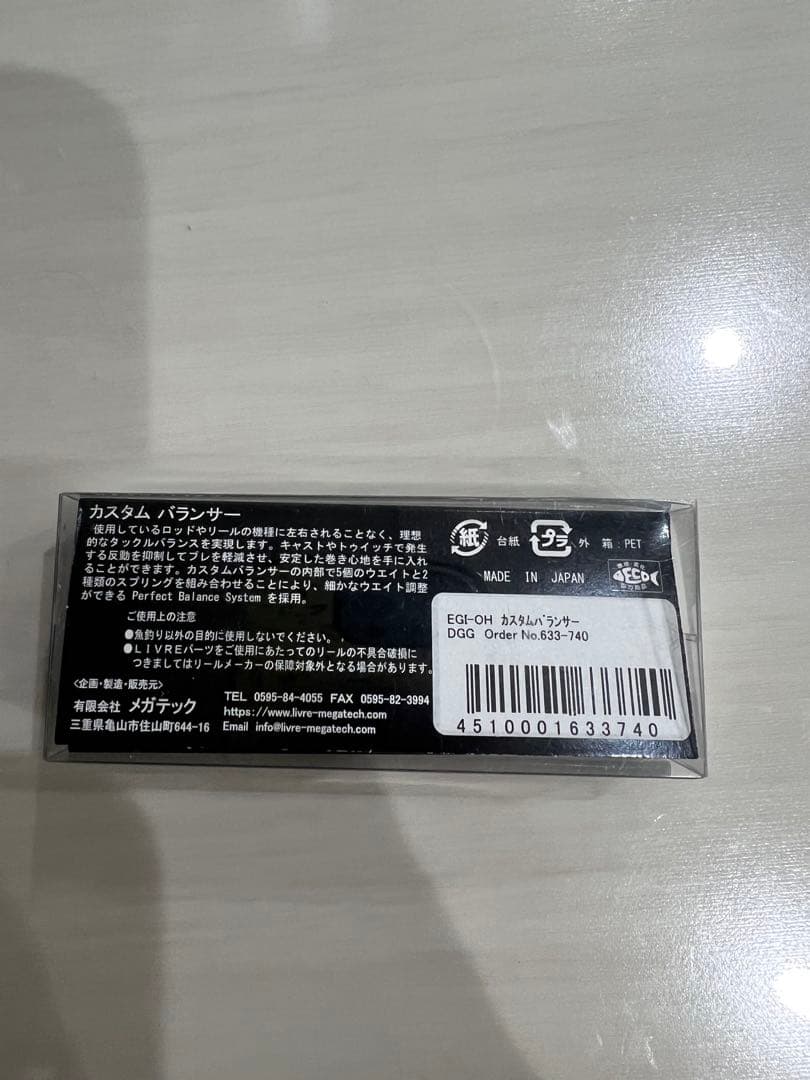 カスタム バランサー
使用しているロッドやリールの機種に左右されることなく、理想
的なタックルバランスを実現します。キャストやトゥイッチで発生
する反動を抑制してブレを軽減させ、安定した巻き心地を手に入れ
ることができます。カスタムバランサーの内部で5個のウエイトと2
種類のスプリングを組み合わせることにより、細かなウエイト調整
ができる Perfect Balance System を採用。
ご使用上の注意
●魚釣り以外の目的に使用しないでください。
●LIVREパーツをご使用にあたってのリールの不具合破損に
つきましてはリールメーカーの保障対象外となる場合があります。
<企画・製造・販売元>
有限会社 メガテック
三重県亀山市住山町644-16
TEL 0595-84-4055 FAX 0595-82-3994
https://www.livre-megatech.com
Email info@livre-megatech.com
紙 台紙 プラ 外 箱:PET
MADE IN JAPAN
ECO
EGI-OH カスタムバランサー
DGG Order No.633-740
4510001633740